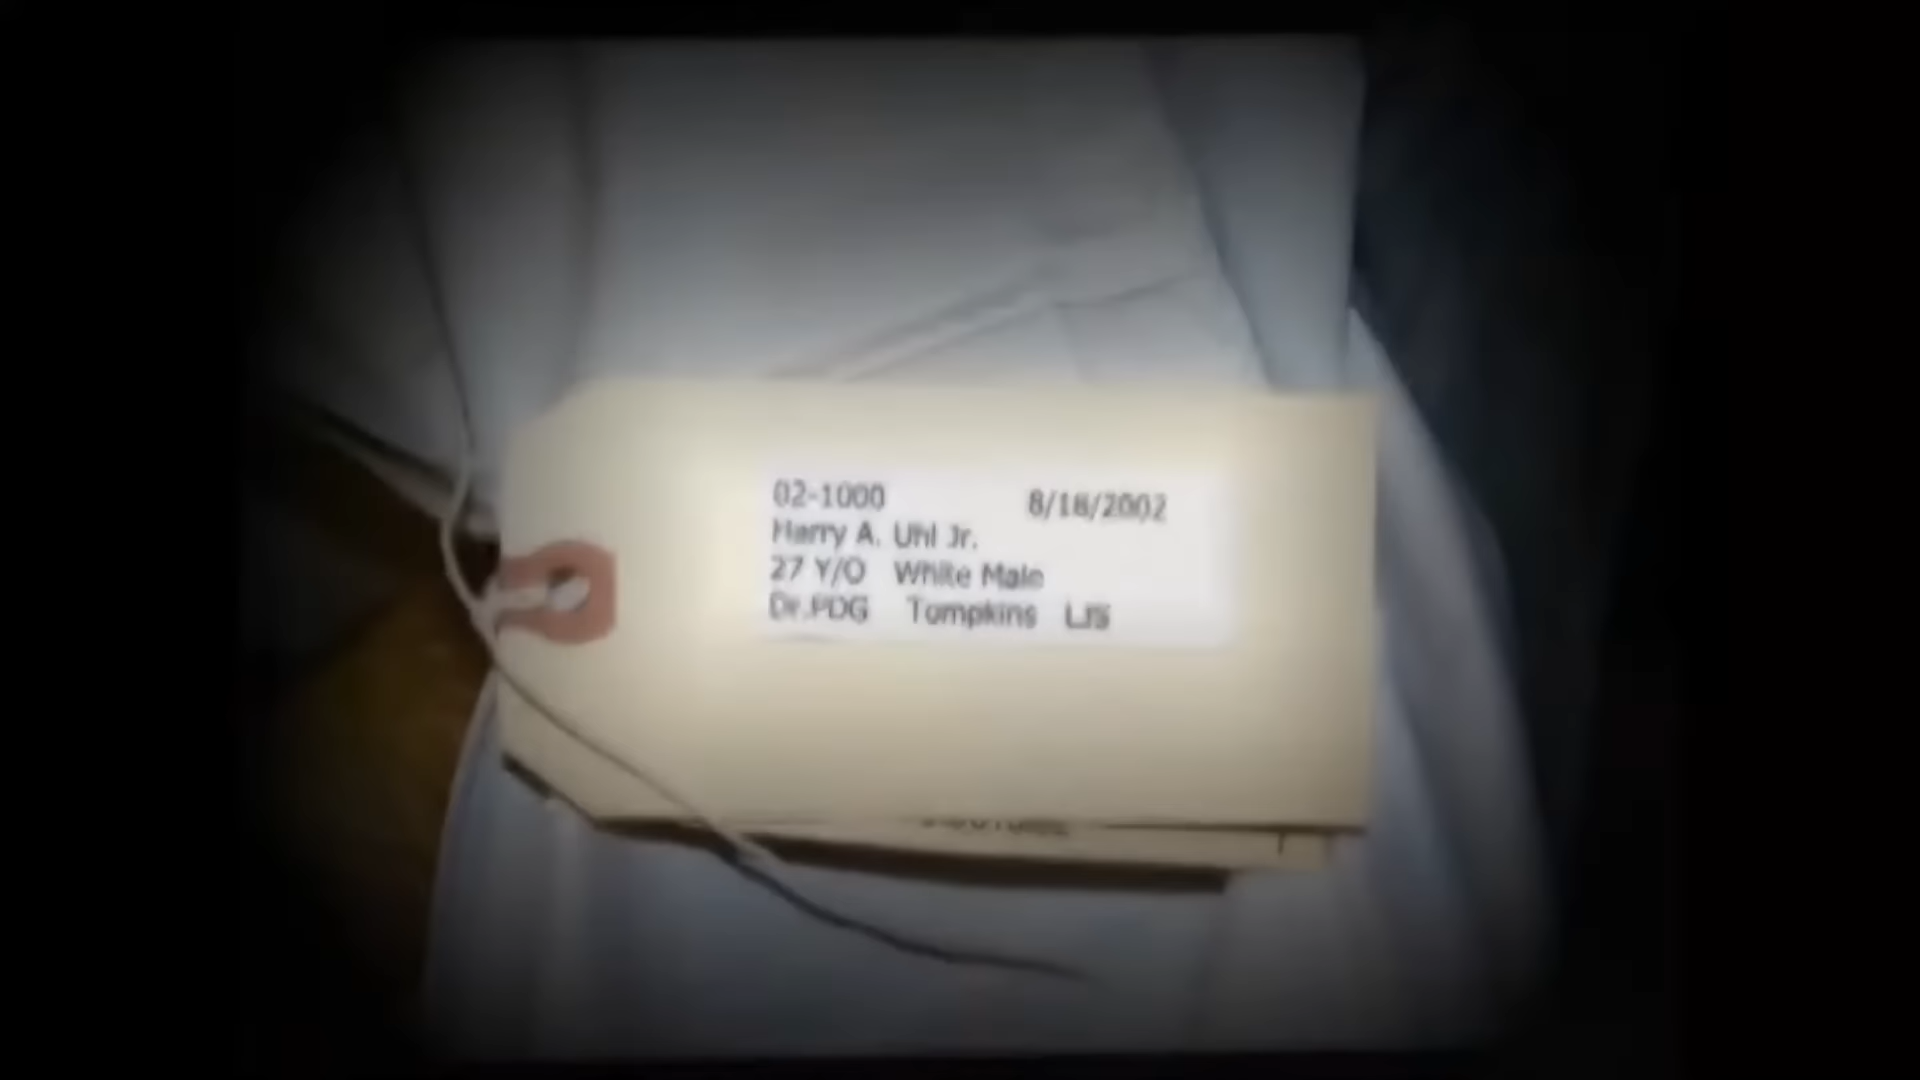 02-1000 8/18/2002
Harry A. Uhl Jr.
27 Y/O White Male
Dr.PDG Tompkins LJS